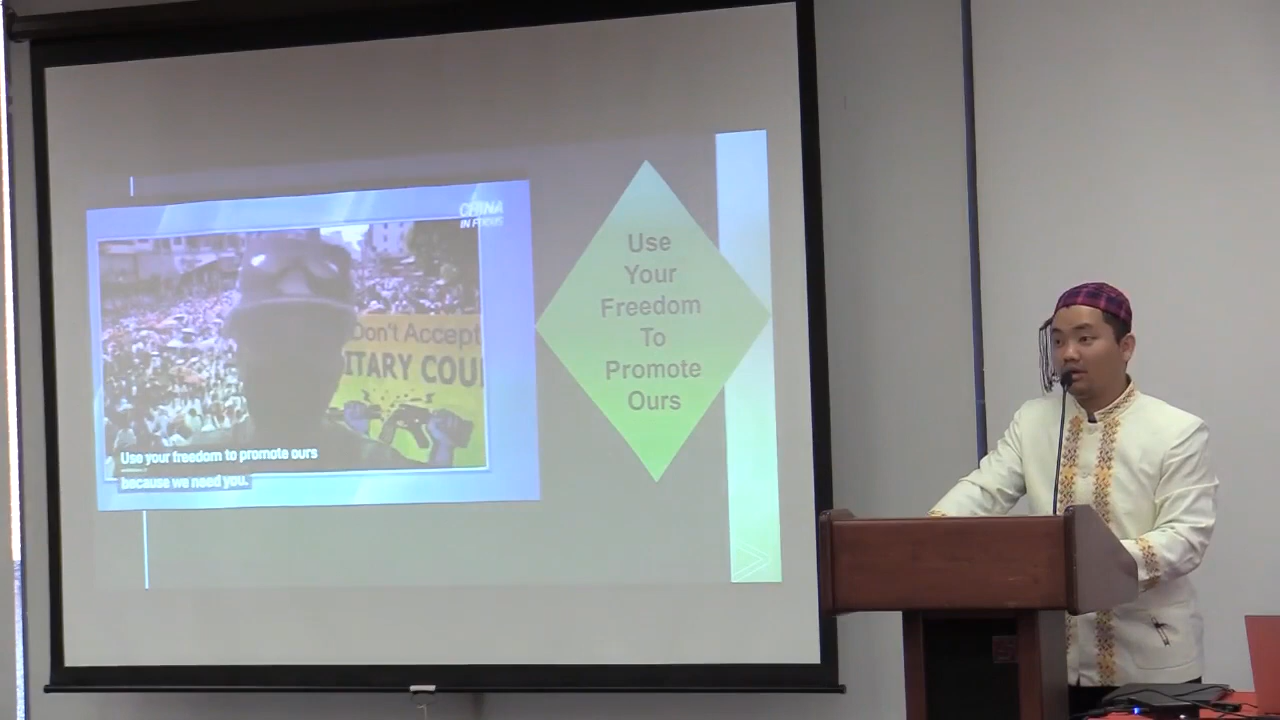 CHINA
IN FOCUS
Don't Accept
ITARY COU
Use your freedom to promote ours
because we need you.
Use
Your
Freedom
To
Promote
Ours